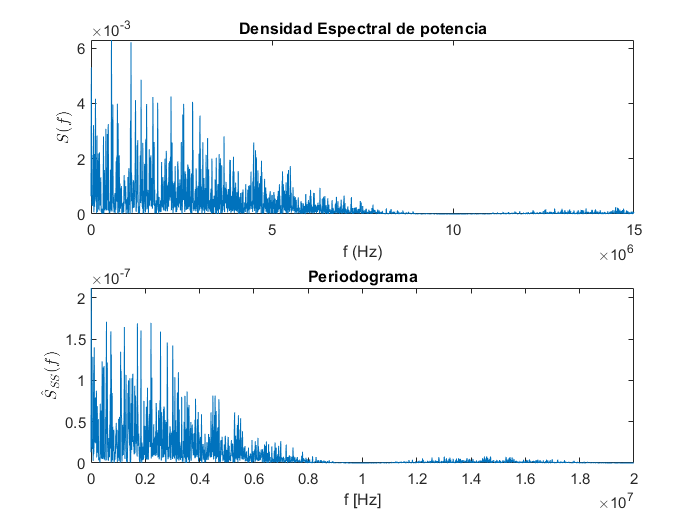 Densidad Espectral de potencia
×10^-3
6
4
2
0
S(f)
0 5 10 15
f (Hz)
×10^6
Periodograma
×10^-7
2
1.5
1
0.5
0
Ŝ_SS(f)
0 0.2 0.4 0.6 0.8 1 1.2 1.4 1.6 1.8 2
f [Hz]
×10^7